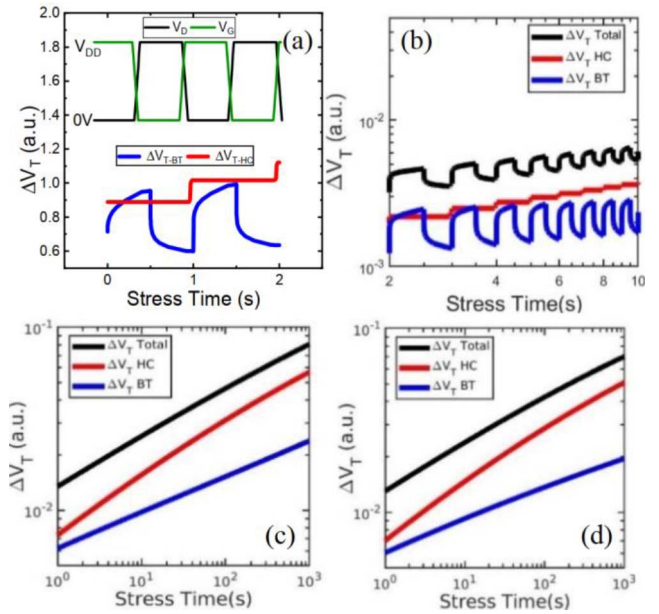 V_D V_G (a)
V_DD
0V
ΔV_T-BT ΔV_T-HC
2.0
1.8
1.6
1.4
1.2
1.0
0.8
0.6
ΔV_T (a.u.)
0 1 2
Stress Time (s)
(b)
ΔV_T Total
ΔV_T HC
ΔV_T BT
10^-2
10^-3
ΔV_T (a.u.)
2 4 6 8 10
Stress Time(s)
ΔV_T Total
ΔV_T HC
ΔV_T BT
(c)
10^-1
10^-2
ΔV_T (a.u.)
10^0 10^1 10^2 10^3
Stress Time(s)
ΔV_T Total
ΔV_T HC
ΔV_T BT
(d)
10^-1
10^-2
ΔV_T (a.u.)
10^0 10^1 10^2 10^3
Stress Time(s)